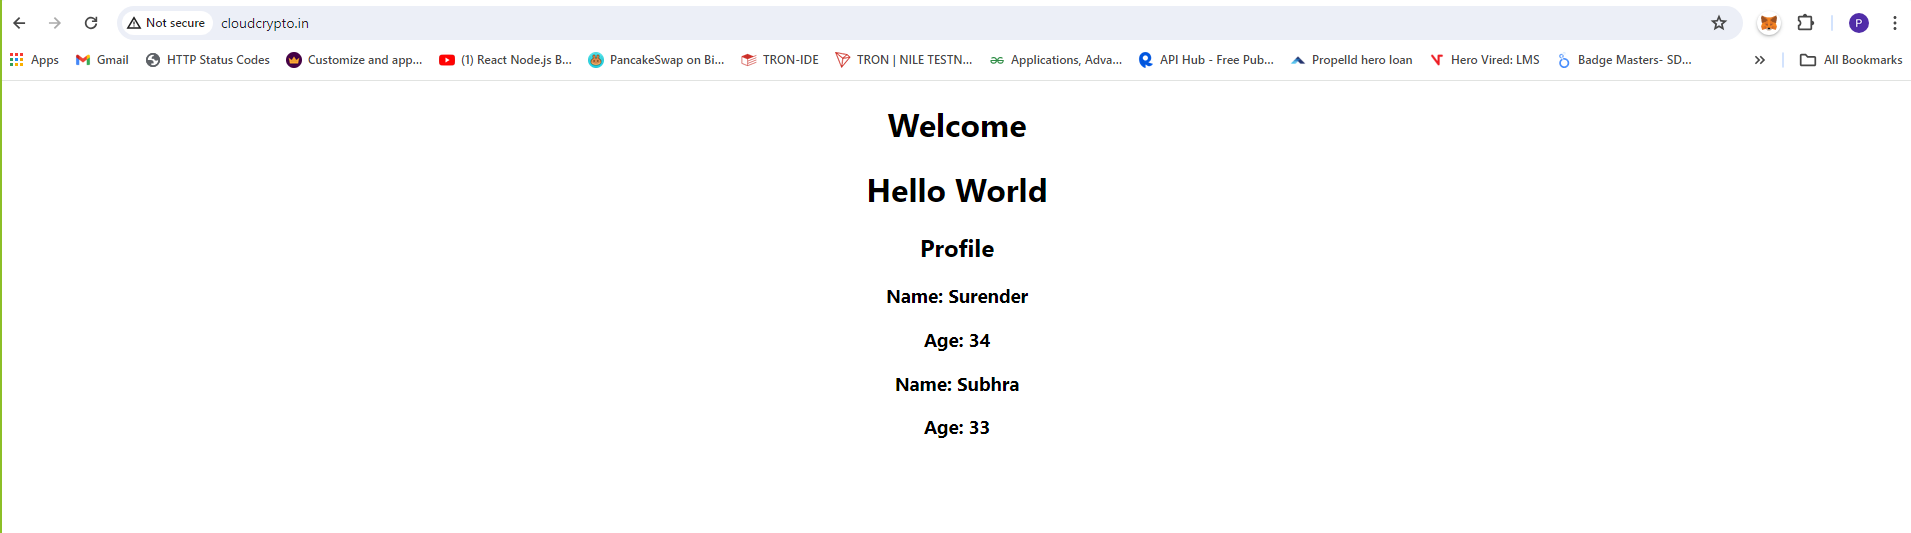 Not secure cloudcrypto.in P
Apps Gmail HTTP Status Codes Customize and app... (1) React Node.js B... PancakeSwap on Bi... TRON-IDE TRON | NILE TESTN... Applications, Adva... API Hub - Free Pub... Propelld hero loan Hero Vired: LMS Badge Masters- SD... » All Bookmarks
Welcome
Hello World
Profile
Name: Surender
Age: 34
Name: Subhra
Age: 33